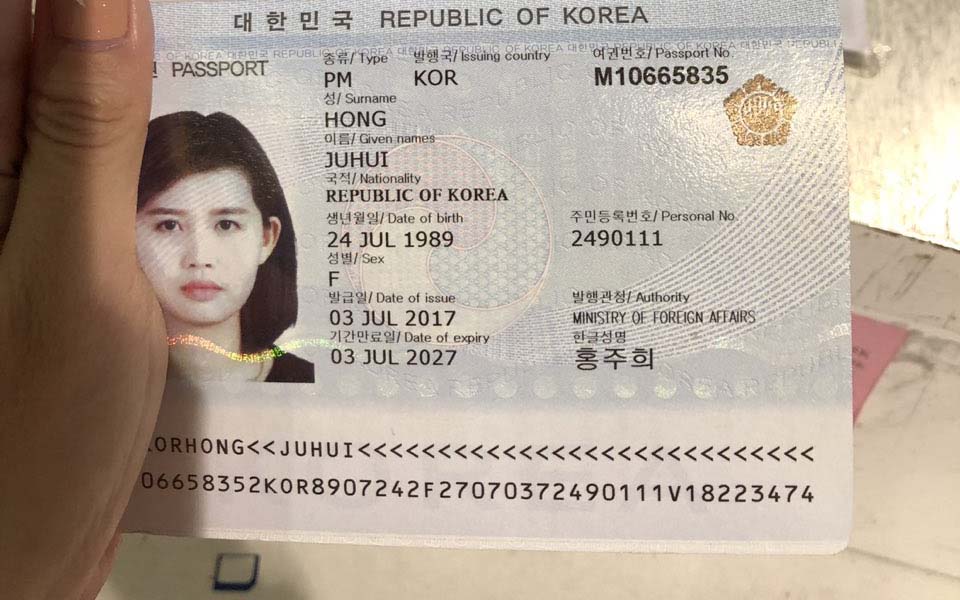 대한민국 REPUBLIC OF KOREA
PASSPORT
종류/ Type 발행국/ Issuing country 여권번호/ Passport No.
PM KOR M10665835
성/ Surname
HONG
이름/ Given names
JUHUI
국적/ Nationality
REPUBLIC OF KOREA
생년월일/ Date of birth 주민등록번호/ Personal No.
24 JUL 1989 2490111
성별/ Sex
F
발급일/ Date of issue 발행관청/ Authority
03 JUL 2017 MINISTRY OF FOREIGN AFFAIRS
기간만료일/ Date of expiry 한글성명
03 JUL 2027 홍주희
ORHONG<<JUHUI<<<<<<<<<<<<<<<<<<<<<<<<<<<
06658352KOR8907242F27070372490111V18223474